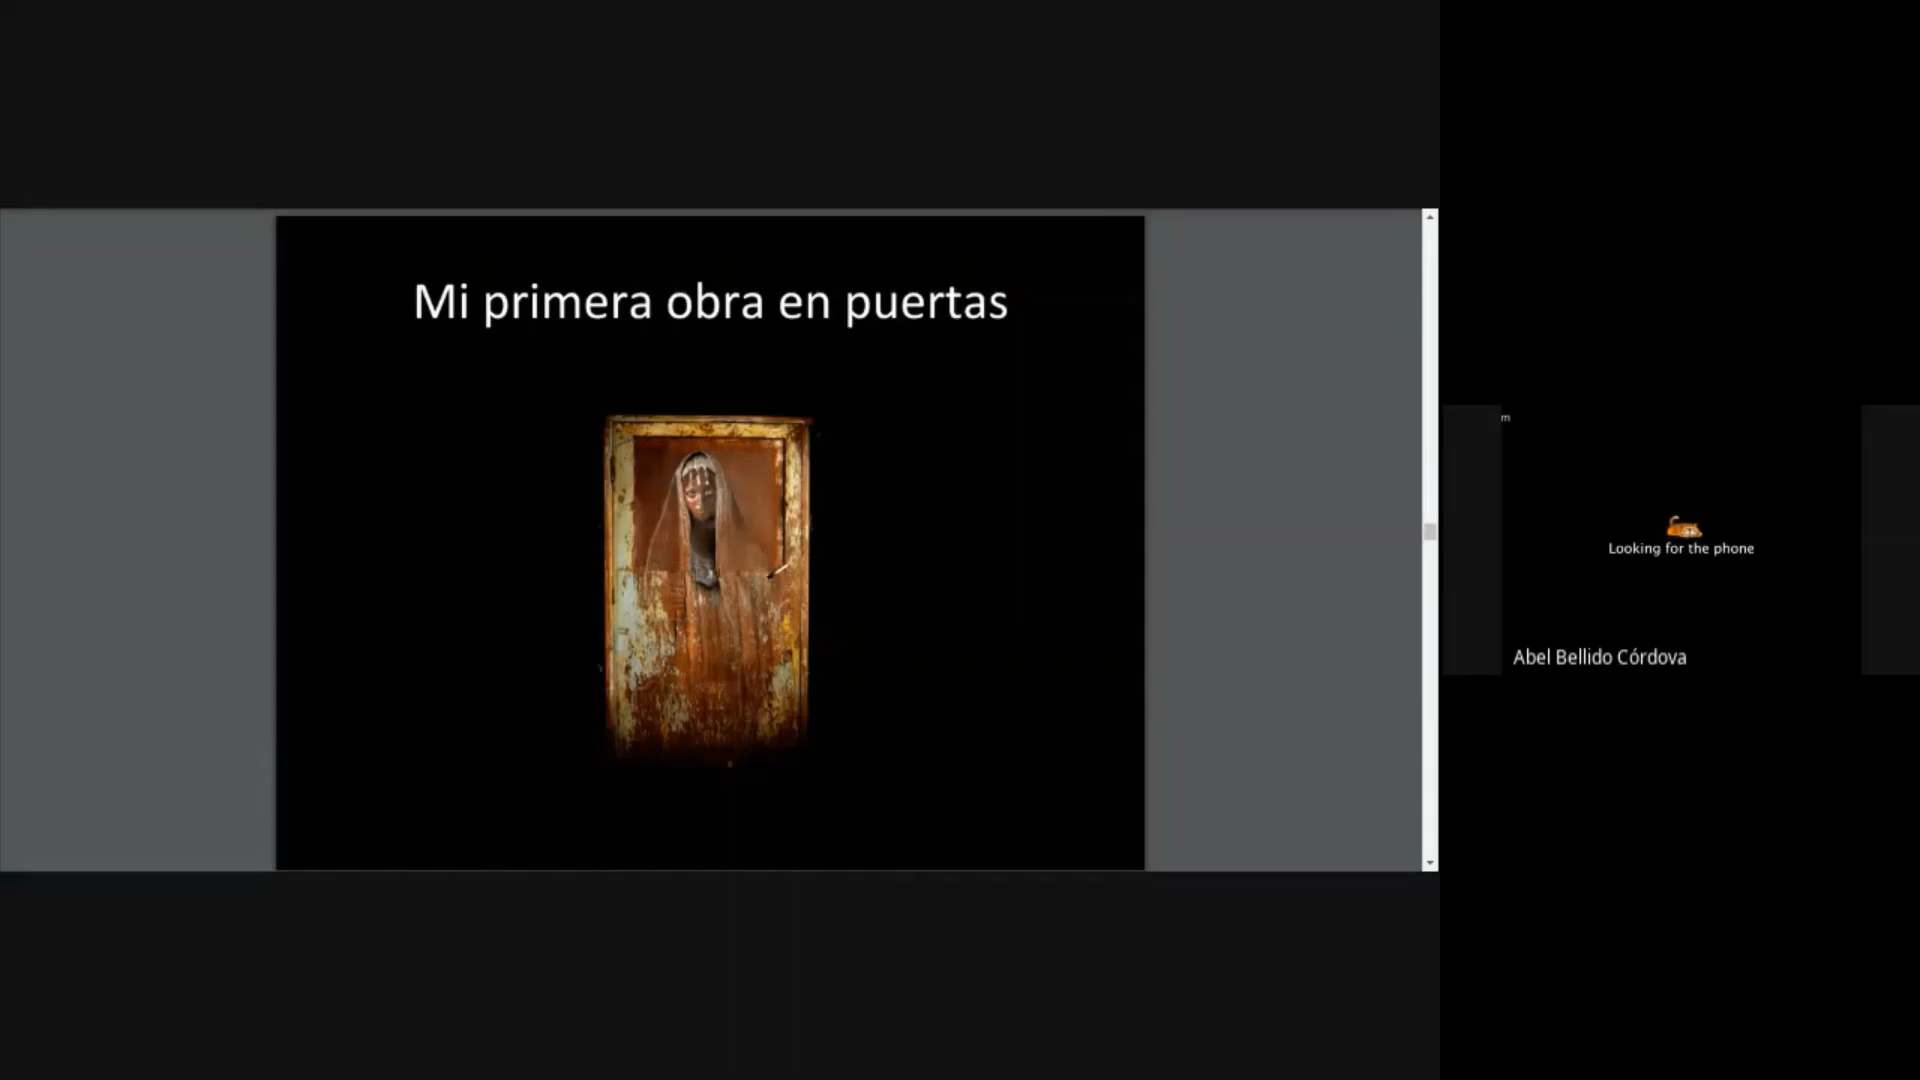 Mi primera obra en puertas
m
Looking for the phone
Abel Bellido Córdova